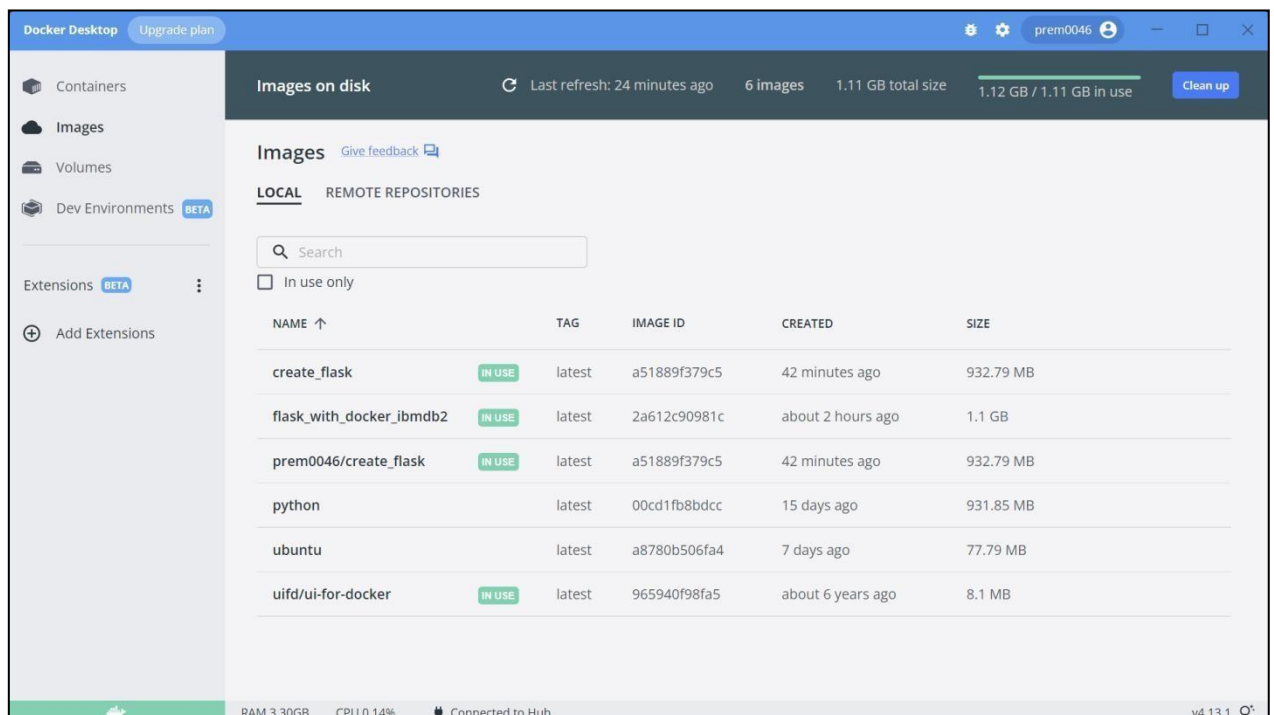 Docker Desktop Upgrade plan prem0046
Containers
Images
Volumes
Dev Environments BETA
Extensions BETA
Add Extensions
Images on disk Last refresh: 24 minutes ago 6 images 1.11 GB total size 1.12 GB / 1.11 GB in use Clean up
Images Give feedback
LOCAL REMOTE REPOSITORIES
Search
In use only
NAME TAG IMAGE ID CREATED SIZE
create_flask IN USE latest a51889f379c5 42 minutes ago 932.79 MB
flask_with_docker_ibmdb2 IN USE latest 2a612c90981c about 2 hours ago 1.1 GB
prem0046/create_flask IN USE latest a51889f379c5 42 minutes ago 932.79 MB
python latest 00cd1fb8bdcc 15 days ago 931.85 MB
ubuntu latest a8780b506fa4 7 days ago 77.79 MB
uifd/ui-for-docker IN USE latest 965940f98fa5 about 6 years ago 8.1 MB
RAM 3.30GB CPU 0.14% Connected to Hub v4.13.1